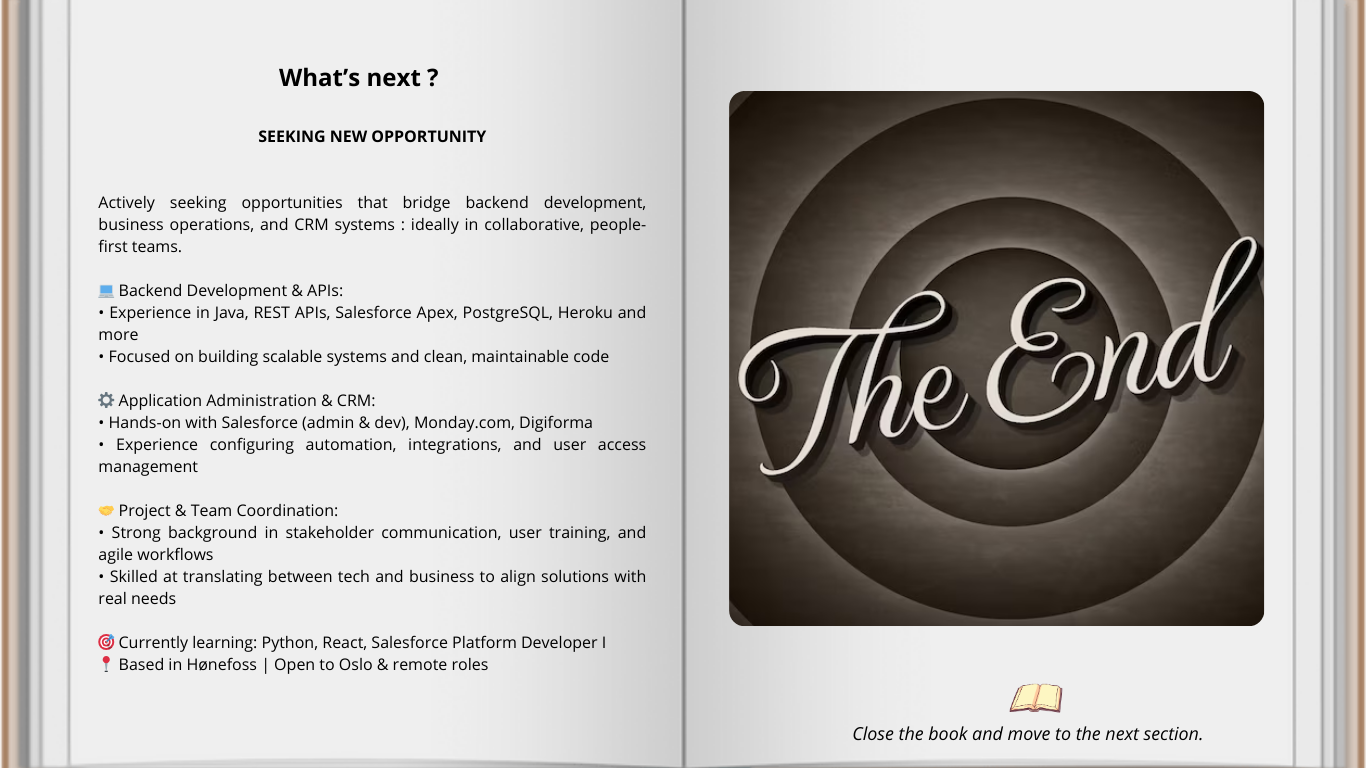 What’s next ?
SEEKING NEW OPPORTUNITY
Actively seeking opportunities that bridge backend development,
business operations, and CRM systems : ideally in collaborative, people-
first teams.
💻 Backend Development & APIs:
• Experience in Java, REST APIs, Salesforce Apex, PostgreSQL, Heroku and
more
• Focused on building scalable systems and clean, maintainable code
⚙️ Application Administration & CRM:
• Hands-on with Salesforce (admin & dev), Monday.com, Digiforma
• Experience configuring automation, integrations, and user access
management
🤝 Project & Team Coordination:
• Strong background in stakeholder communication, user training, and
agile workflows
• Skilled at translating between tech and business to align solutions with
real needs
🎯 Currently learning: Python, React, Salesforce Platform Developer I
📍 Based in Hønefoss | Open to Oslo & remote roles
The End
Close the book and move to the next section.